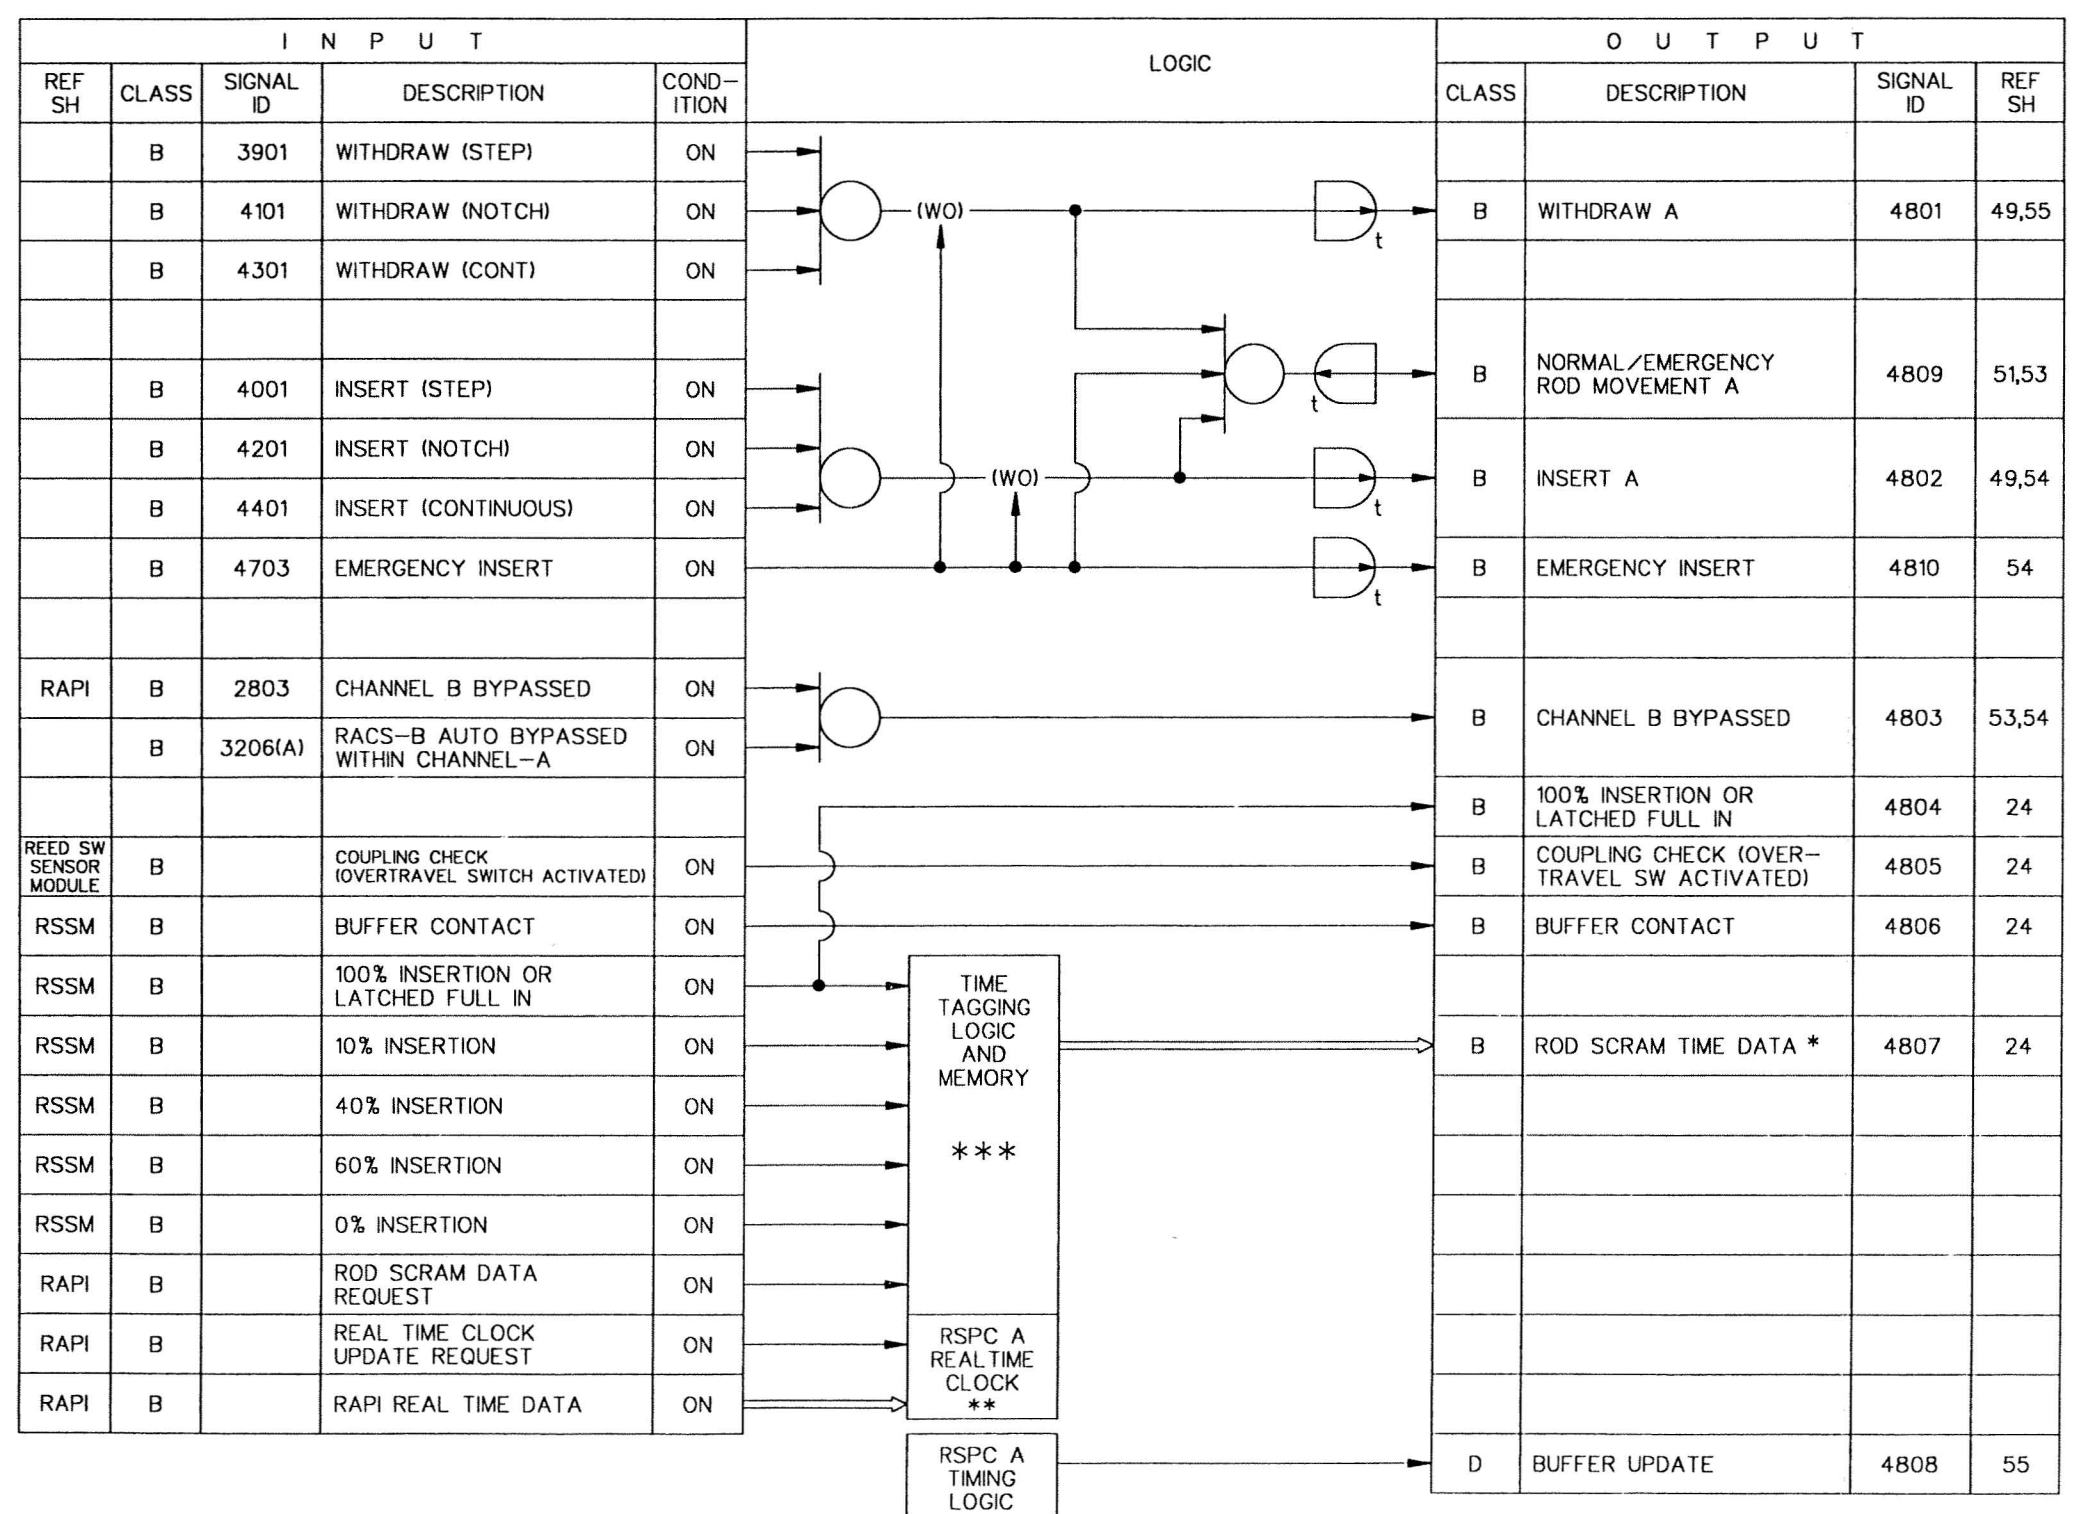 I N P U T
LOGIC
O U T P U T
REF SH CLASS SIGNAL ID DESCRIPTION COND-ITION
CLASS DESCRIPTION SIGNAL ID REF SH
B 3901 WITHDRAW (STEP) ON
B 4101 WITHDRAW (NOTCH) ON (WO) t B WITHDRAW A 4801 49,55
B 4301 WITHDRAW (CONT) ON
B 4001 INSERT (STEP) ON t B NORMAL/EMERGENCY
ROD MOVEMENT A 4809 51,53
B 4201 INSERT (NOTCH) ON
(WO) t B INSERT A 4802 49,54
B 4401 INSERT (CONTINUOUS) ON
B 4703 EMERGENCY INSERT ON t B EMERGENCY INSERT 4810 54
RAPI B 2803 CHANNEL B BYPASSED ON
B CHANNEL B BYPASSED 4803 53,54
B 3206(A) RACS-B AUTO BYPASSED
WITHIN CHANNEL-A ON
B 100% INSERTION OR
LATCHED FULL IN 4804 24
REED SW
SENSOR
MODULE B COUPLING CHECK
(OVERTRAVEL SWITCH ACTIVATED) ON
B COUPLING CHECK (OVER-
TRAVEL SW ACTIVATED) 4805 24
RSSM B BUFFER CONTACT ON B BUFFER CONTACT 4806 24
RSSM B 100% INSERTION OR
LATCHED FULL IN ON
TIME
TAGGING
LOGIC
AND
MEMORY
***
RSSM B 10% INSERTION ON B ROD SCRAM TIME DATA * 4807 24
RSSM B 40% INSERTION ON
RSSM B 60% INSERTION ON
RSSM B 0% INSERTION ON
RAPI B ROD SCRAM DATA
REQUEST ON
RAPI B REAL TIME CLOCK
UPDATE REQUEST ON
RSPC A
REALTIME
CLOCK
**
RAPI B RAPI REAL TIME DATA ON
RSPC A
TIMING
LOGIC
D BUFFER UPDATE 4808 55